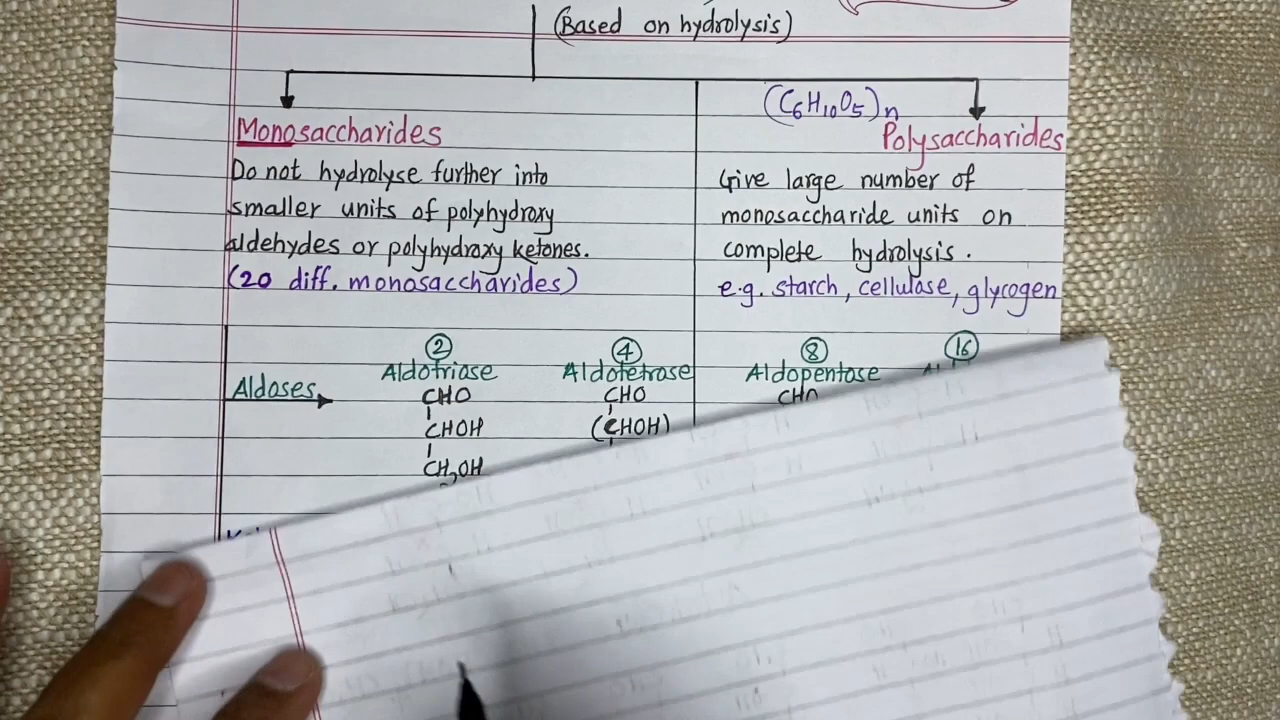 (Based on hydrolysis)
(C6H10O5)n
Monosaccharides
Polysaccharides
Do not hydrolyse further into
smaller units of polyhydroxy
aldehydes or polyhydroxy ketones.
(20 diff. monosaccharides)
Give large number of
monosaccharide units on
complete hydrolysis.
e.g. starch, cellulose, glycogen
Aldoses
2
Aldotriose
CHO
CHOH
CH2OH
4
Aldotetrose
CHO
(CHOH)
8
Aldopentose
CHO
16